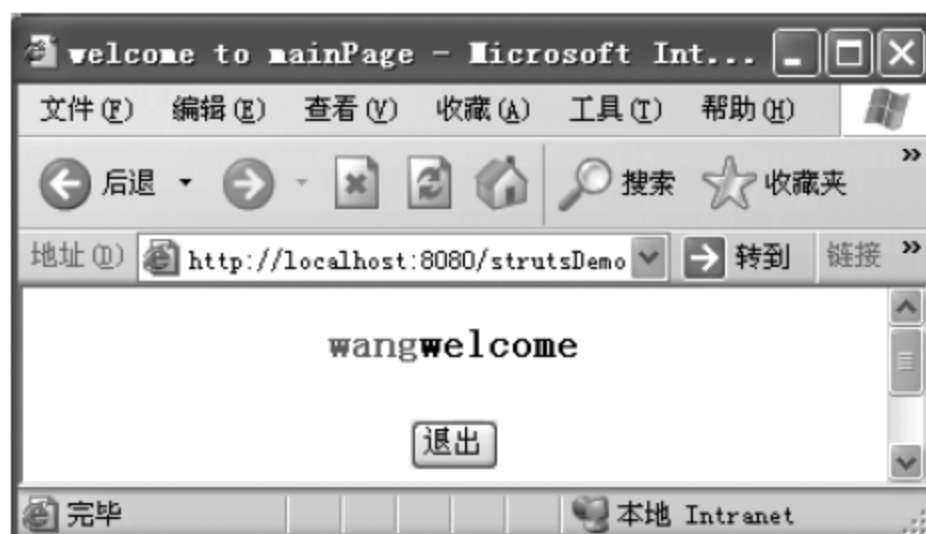 welcome to mainPage - Microsoft Int...
文件(F) 编辑(E) 查看(V) 收藏(A) 工具(T) 帮助(H)
后退 搜索 收藏夹 »
地址(D) http://localhost:8080/strutsDemo 转到 链接 »
wangwelcome
退出
完毕 本地 Intranet